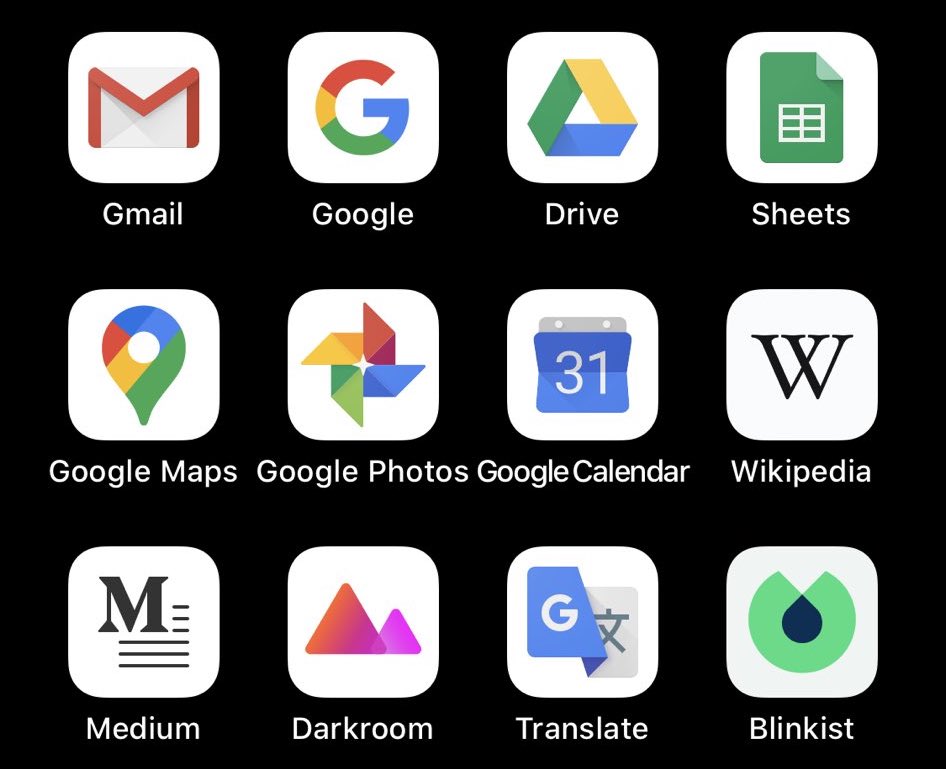 Gmail
Google
Drive
Sheets
31
W
Google Maps
Google Photos
Google Calendar
Wikipedia
M
G
文
Medium
Darkroom
Translate
Blinkist